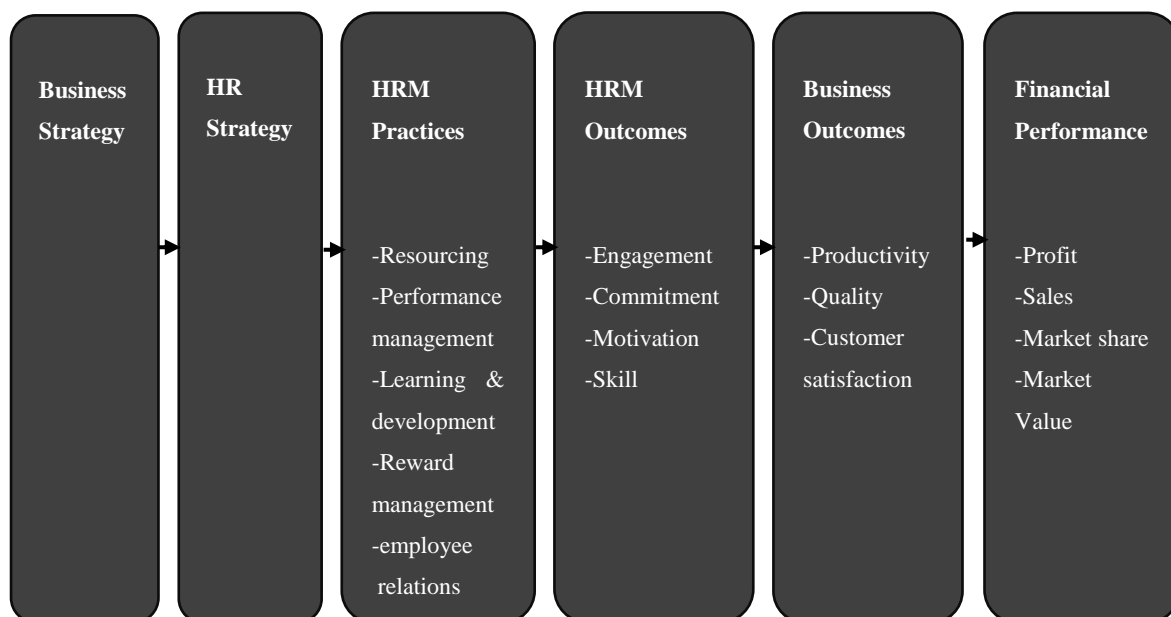 Business
Strategy
HR
Strategy
HRM
Practices
-Resourcing
-Performance
management
-Learning &
development
-Reward
management
-employee
relations
HRM
Outcomes
-Engagement
-Commitment
-Motivation
-Skill
Business
Outcomes
-Productivity
-Quality
-Customer
satisfaction
Financial
Performance
-Profit
-Sales
-Market share
-Market
Value